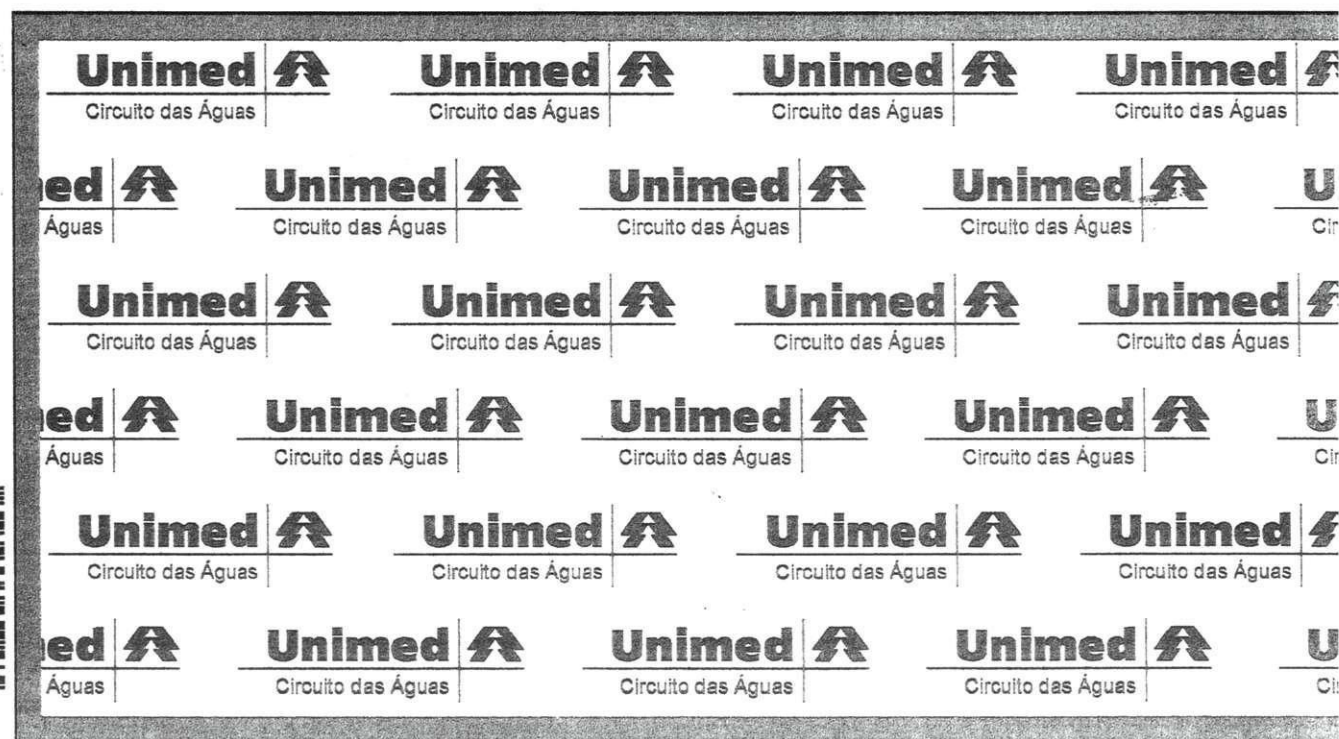 Unimed Unimed Unimed Unimed
Circuito das Águas Circuito das Águas Circuito das Águas Circuito das Águas
ed Unimed Unimed Unimed U
Águas Circuito das Águas Circuito das Águas Circuito das Águas Cir
Unimed Unimed Unimed Unimed
Circuito das Águas Circuito das Águas Circuito das Águas Circuito das Águas
ed Unimed Unimed Unimed U
Águas Circuito das Águas Circuito das Águas Circuito das Águas Cir
Unimed Unimed Unimed Unimed
Circuito das Águas Circuito das Águas Circuito das Águas Circuito das Águas
ed Unimed Unimed Unimed U
Águas Circuito das Águas Circuito das Águas Circuito das Águas Ci